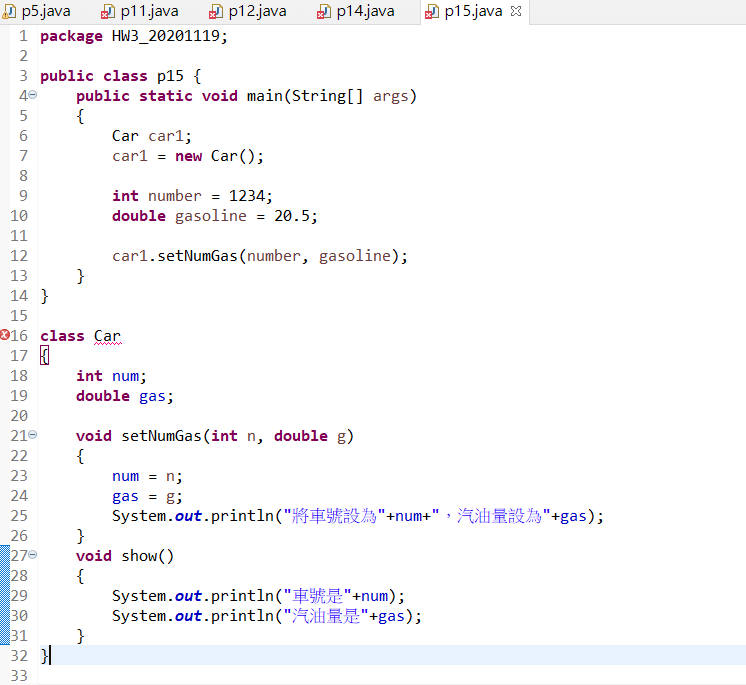 p5.java p11.java p12.java p14.java p15.java
1 package HW3_20201119;
2
3 public class p15 {
4 public static void main(String[] args)
5 {
6 Car car1;
7 car1 = new Car();
8
9 int number = 1234;
10 double gasoline = 20.5;
11
12 car1.setNumGas(number, gasoline);
13 }
14 }
15
16 class Car
17 {
18 int num;
19 double gas;
20
21 void setNumGas(int n, double g)
22 {
23 num = n;
24 gas = g;
25 System.out.println("將車號設為"+num+"，汽油量設為"+gas);
26 }
27 void show()
28 {
29 System.out.println("車號是"+num);
30 System.out.println("汽油量是"+gas);
31 }
32 }
33